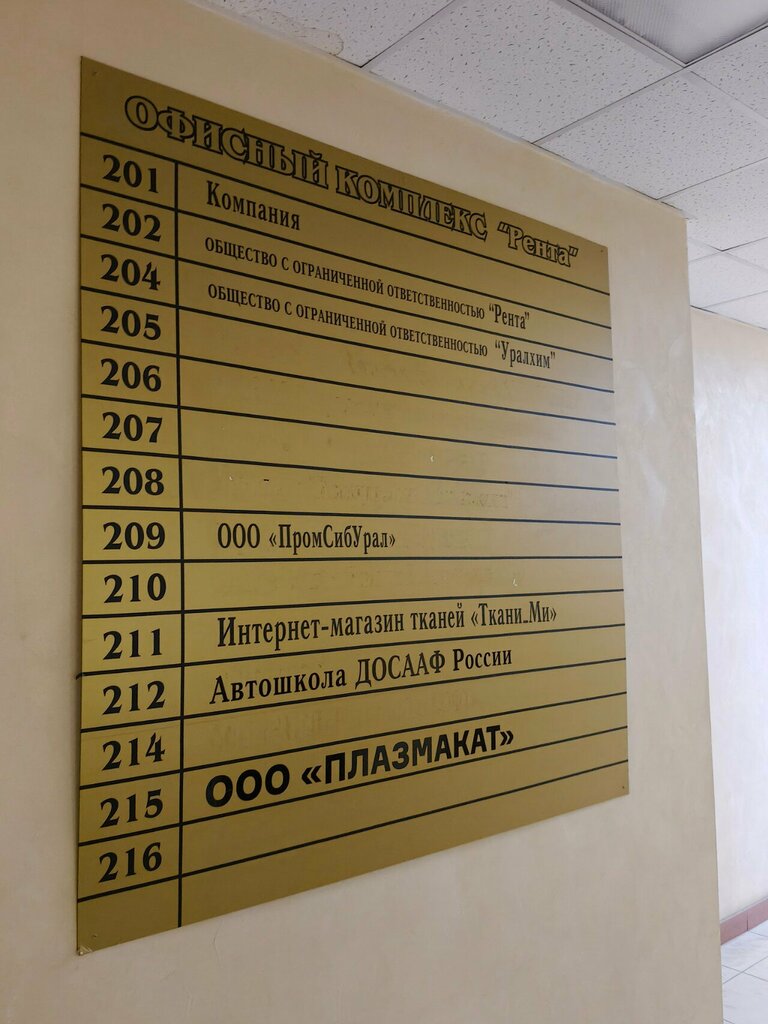 ОФИСНЫЙ КОМПЛЕКС "Рента"
201 Компания
202 ОБЩЕСТВО С ОГРАНИЧЕННОЙ ОТВЕТСТВЕННОСТЬЮ "Рента"
204 ОБЩЕСТВО С ОГРАНИЧЕННОЙ ОТВЕТСТВЕННОСТЬЮ "Уралхим"
205
206
207
208
209 ООО «ПромСибУрал»
210
211 Интернет-магазин тканей «Ткани_Ми»
212 Автошкола ДОСААФ России
214
215 ООО «ПЛАЗМАКАТ»
216